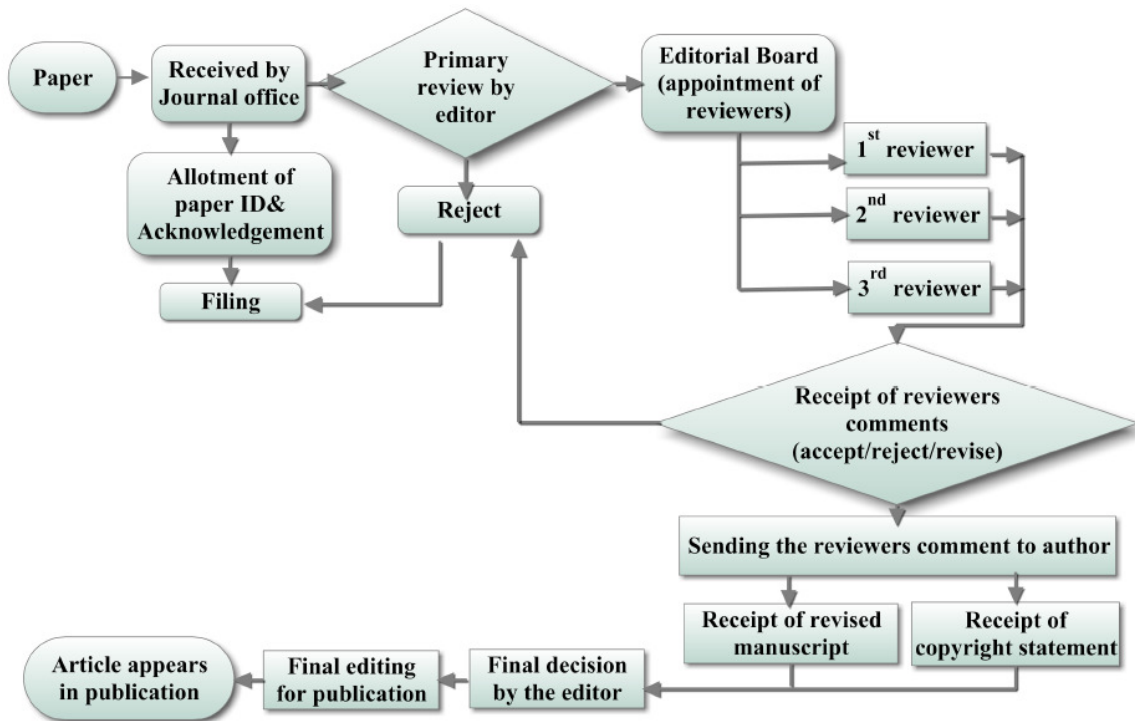 Paper
Received by
Journal office
Primary
review by
editor
Editorial Board
(appointment of
reviewers)
1st reviewer
2nd reviewer
3rd reviewer
Allotment of
paper ID&
Acknowledgement
Reject
Filing
Receipt of reviewers
comments
(accept/reject/revise)
Sending the reviewers comment to author
Receipt of revised
manuscript
Receipt of
copyright statement
Final decision
by the editor
Final editing
for publication
Article appears
in publication